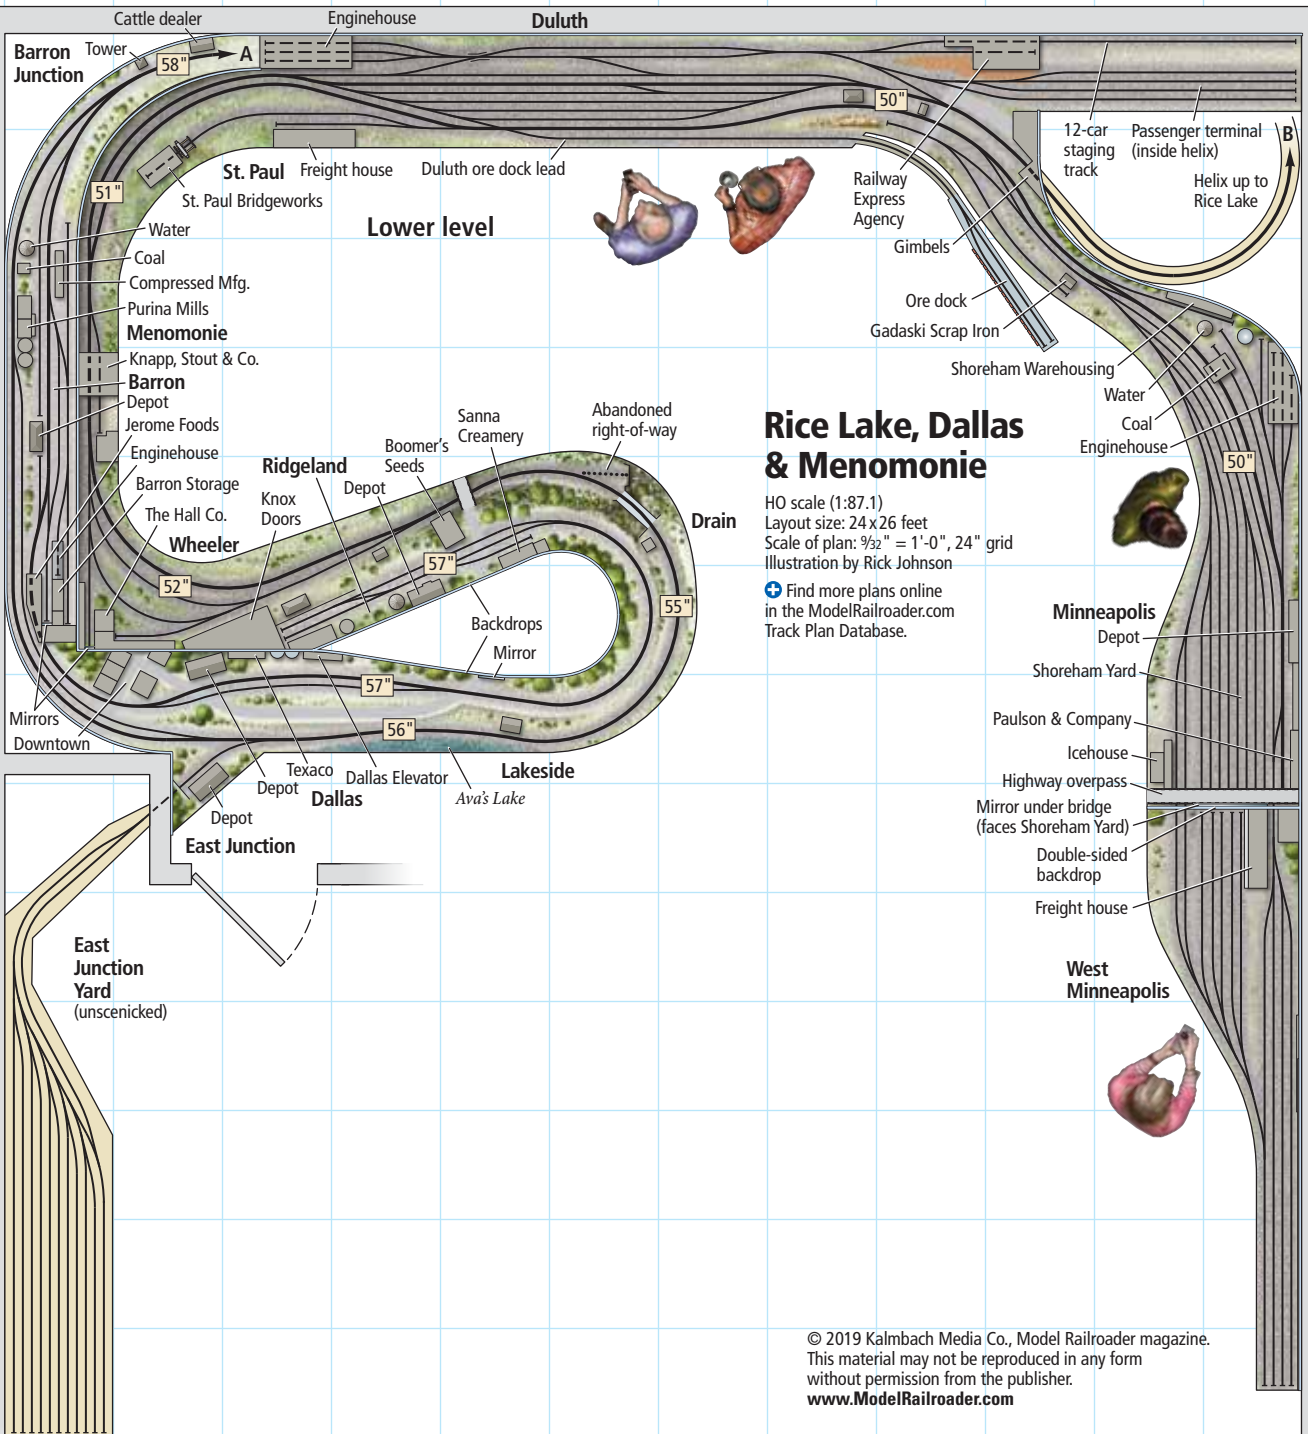 Cattle dealer
Enginehouse
Duluth
Barron
Junction
Tower
58"
A
50"
12-car
staging
track
Passenger terminal
(inside helix)
B
Helix up to
Rice Lake
St. Paul
Freight house
Duluth ore dock lead
St. Paul Bridgeworks
51"
Lower level
Railway
Express
Agency
Gimbels
Water
Coal
Compressed Mfg.
Purina Mills
Menomonie
Knapp, Stout & Co.
Barron
Depot
Jerome Foods
Enginehouse
Barron Storage
The Hall Co.
Wheeler
52"
Ore dock
Gadaski Scrap Iron
Shoreham Warehousing
Water
Coal
Enginehouse
50"
Ridgeland
Knox
Doors
Depot
Boomer's
Seeds
Sanna
Creamery
Abandoned
right-of-way
Drain
57"
55"
Backdrops
Mirror
Rice Lake, Dallas
& Menomonie
HO scale (1:87.1)
Layout size: 24 x 26 feet
Scale of plan: 9/32" = 1'-0", 24" grid
Illustration by Rick Johnson
Find more plans online
in the ModelRailroader.com
Track Plan Database.
Minneapolis
Depot
Shoreham Yard
Paulson & Company
Icehouse
Highway overpass
Mirror under bridge
(faces Shoreham Yard)
Double-sided
backdrop
Freight house
West
Minneapolis
57"
56"
Mirrors
Downtown
Depot
Texaco
Dallas Elevator
Dallas
Lakeside
Ava's Lake
Depot
East Junction
East
Junction
Yard
(unscenicked)
© 2019 Kalmbach Media Co., Model Railroader magazine.
This material may not be reproduced in any form
without permission from the publisher.
www.ModelRailroader.com